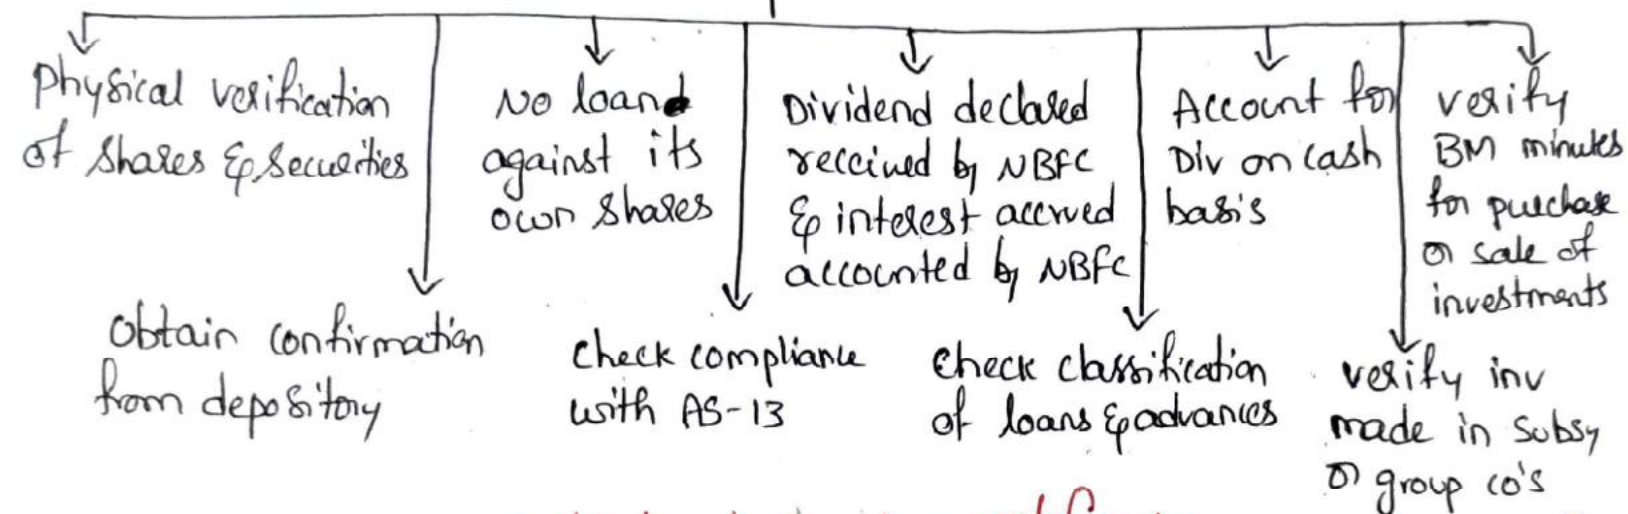 Physical verification
of shares & securities
Obtain confirmation
from depository
No loan
against its
own shares
Check compliance
with AS-13
Dividend declared
received by NBFC
& interest accrued
accounted by NBFC
Check classification
of loans & advances
Account for
Div on cash
basis
verify inv
made in Subsy
or group co's
verify
BM minutes
for purchase
or sale of
investments